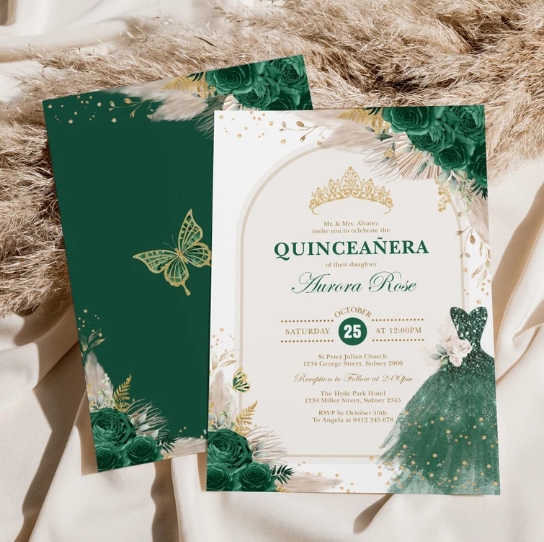 Mr. & Mrs. Alvarez
invite you to celebrate the
QUINCEAÑERA
of their daughter
Aurora Rose
OCTOBER
SATURDAY 25 AT 12:00PM
St Peter Julian Church
1234 George Street, Sydney 2000
Reception to Follow at 2:00pm
The Hyde Park Hotel
1234 Miller Street, Sydney 2000
RSVP by October 10th
To Angela at 0412 345 678